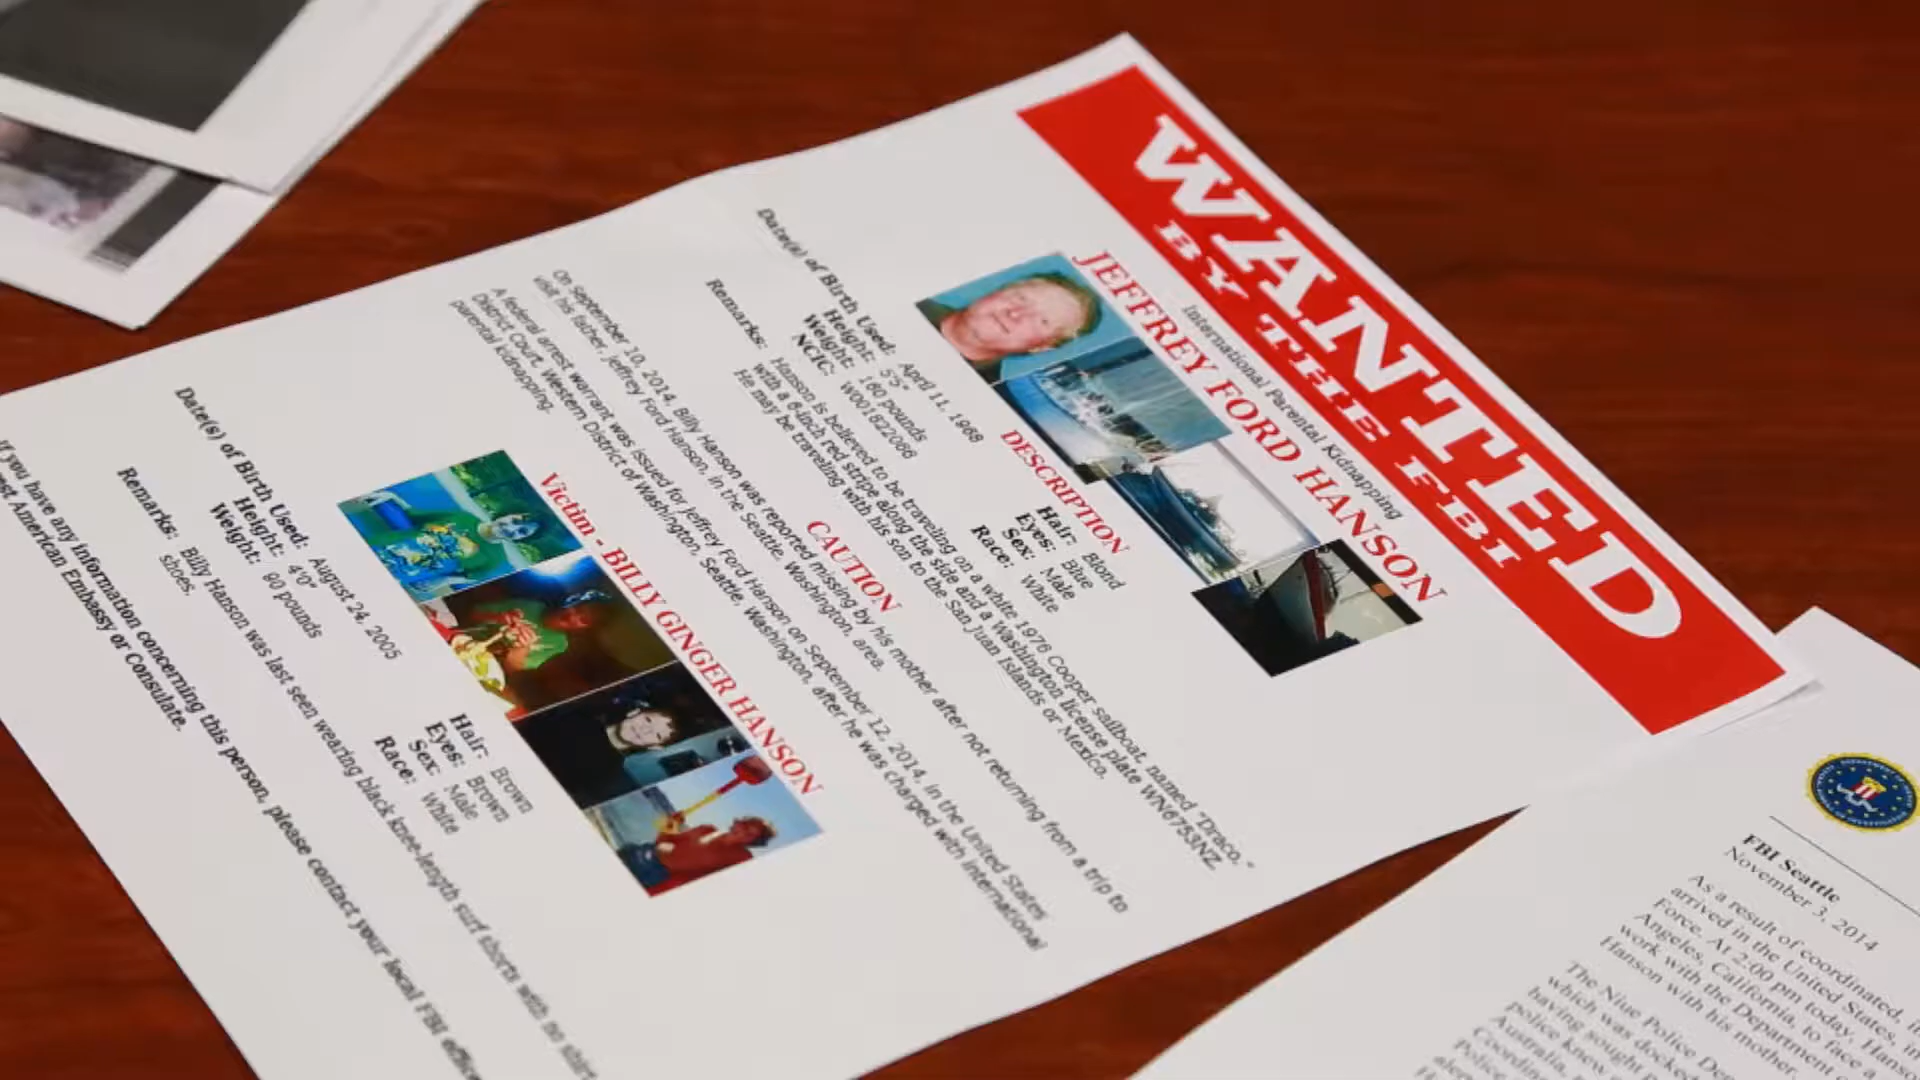 WANTED
BY THE FBI
International Parental Kidnapping
JEFFREY FORD HANSON
DESCRIPTION
Date(s) of Birth Used: April 11, 1968
Hair: Blond
Height: 5'5"
Eyes: Blue
Weight: 160 pounds
Sex: Male
NCIC: W001822066
Race: White
Remarks: Hanson is believed to be traveling on a white 1976 Cooper sailboat, named "Draco,"
with a 6-inch red stripe along the side and a Washington license plate WN6753NZ.
He may be traveling with his son to the San Juan Islands or Mexico.
CAUTION
On September 10, 2014, Billy Hanson was reported missing by his mother after not returning from a trip to
visit his father, Jeffrey Ford Hanson, in the Seattle, Washington, area.
A federal arrest warrant was issued for Jeffrey Ford Hanson on September 12, 2014, in the United States
District Court, Western District of Washington, Seattle, Washington, after he was charged with international
parental kidnapping.
Victim - BILLY GINGER HANSON
Date(s) of Birth Used: August 24, 2005
Hair: Brown
Height: 4'0"
Eyes: Brown
Weight: 90 pounds
Sex: Male
Race: White
Remarks: Billy Hanson was last seen wearing black knee-length surf shorts with no shirt
shoes.
If you have any information concerning this person, please contact your local FBI office
American Embassy or Consulate.
FBI Seattle
November 3, 2014
As a result of coordinated,
arrived in the United States, in
Force. At 2:00 pm today, Hanson
Angeles, California, to face a
work with the Department
Hanson with his mother.
The Niue Police Dep
which was docked
having sought
police knew
Australia,
Police